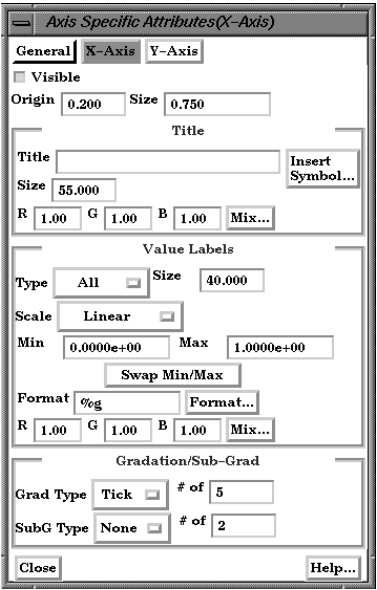 Axis Specific Attributes(X-Axis)
General X-Axis Y-Axis
Visible
Origin 0.200 Size 0.750
Title
Title Insert Symbol...
Size 55.000
R 1.00 G 1.00 B 1.00 Mix...
Value Labels
Type All Size 40.000
Scale Linear
Min 0.0000e+00 Max 1.0000e+00
Swap Min/Max
Format %g Format...
R 1.00 G 1.00 B 1.00 Mix...
Gradation/Sub-Grad
Grad Type Tick # of 5
SubG Type None # of 2
Close Help...